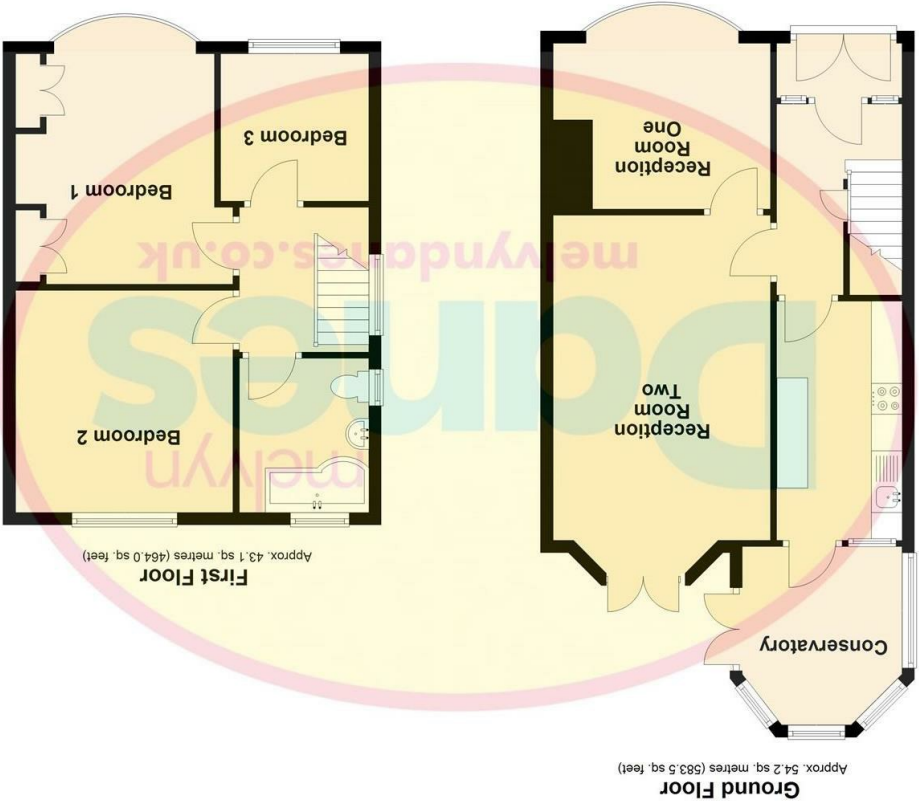 Ground Floor
Approx. 54.2 sq. metres (583.5 sq. feet)
Conservatory
Reception
Room
Two
Reception
Room
One
First Floor
Approx. 43.1 sq. metres (464.0 sq. feet)
Bedroom 2
Bedroom 1
Bedroom 3
melvyn
Danes
melvyndanes.co.uk